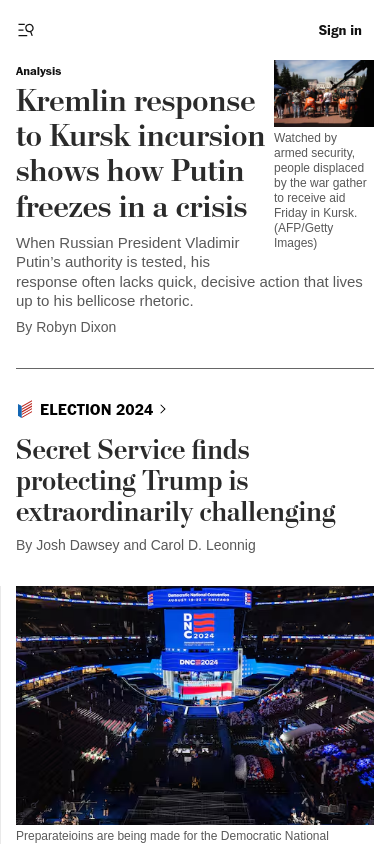 Sign in
Analysis
Kremlin response
to Kursk incursion
shows how Putin
freezes in a crisis
Watched by
armed security,
people displaced
by the war gather
to receive aid
Friday in Kursk.
(AFP/Getty
Images)
When Russian President Vladimir
Putin’s authority is tested, his
response often lacks quick, decisive action that lives
up to his bellicose rhetoric.
By Robyn Dixon
ELECTION 2024
Secret Service finds
protecting Trump is
extraordinarily challenging
By Josh Dawsey and Carol D. Leonnig
Democratic National Convention
AUGUST 19-22 • CHICAGO
DNC
2024
DNC 2024
Preparateioins are being made for the Democratic National